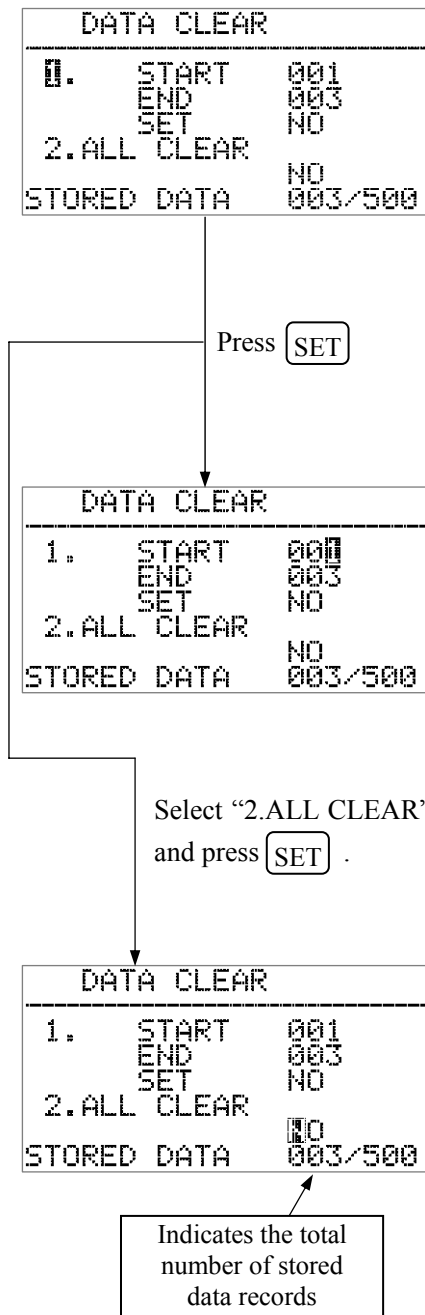 DATA CLEAR
1. START 001
END 003
SET NO
2.ALL CLEAR
NO
STORED DATA 003/500
Press SET
DATA CLEAR
1. START 001
END 003
SET NO
2.ALL CLEAR
NO
STORED DATA 003/500
Select “2.ALL CLEAR”
and press SET .
DATA CLEAR
1. START 001
END 003
SET NO
2.ALL CLEAR
NO
STORED DATA 003/500
Indicates the total
number of stored
data records